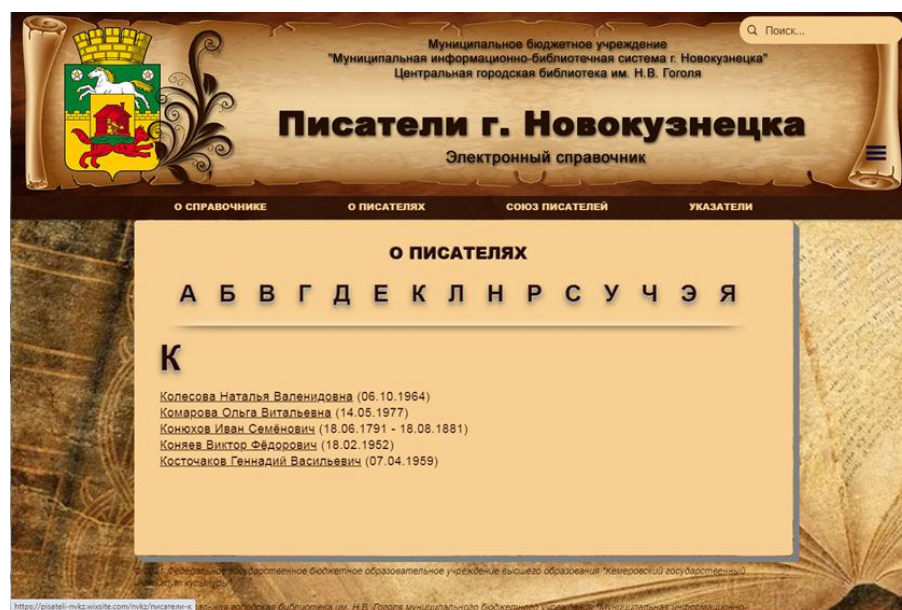 Поиск...
Муниципальное бюджетное учреждение
"Муниципальная информационно-библиотечная система г. Новокузнецка"
Центральная городская библиотека им. Н.В. Гоголя
Писатели г. Новокузнецка
Электронный справочник
О СПРАВОЧНИКЕ О ПИСАТЕЛЯХ СОЮЗ ПИСАТЕЛЕЙ УКАЗАТЕЛИ
О ПИСАТЕЛЯХ
А Б В Г Д Е К Л Н Р С У Ч Э Я
К
Колесова Наталья Валенидовна (06.10.1964)
Комарова Ольга Витальевна (14.05.1977)
Конюхов Иван Семёнович (18.06.1791 - 18.08.1881)
Коняев Виктор Фёдорович (18.02.1952)
Косточаков Геннадий Васильевич (07.04.1959)
Федеральное государственное бюджетное образовательное учреждение высшего образования "Кемеровский государственный
институт культуры"
городская библиотека им. Н.В. Гоголя муниципального бюджетного учреждения "Муниципальная информационно-
https://pisateli-nvkz.wixsite.com/nvkz/писатели-к